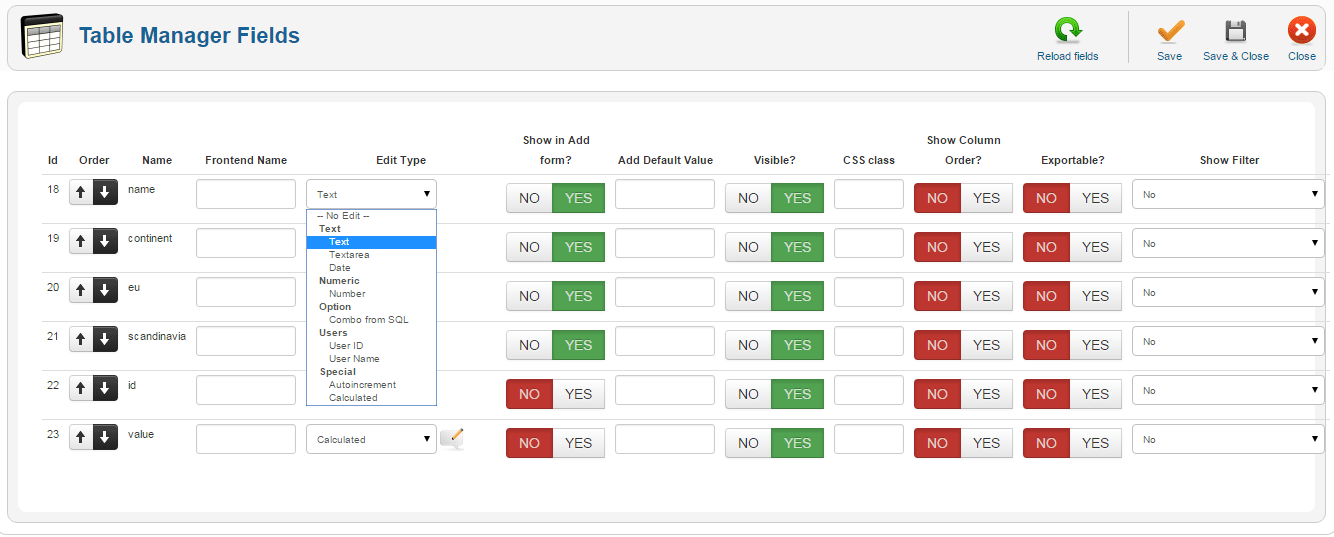 Table Manager Fields
Reload fields Save Save & Close Close
Show in Add Show Column
Id Order Name Frontend Name Edit Type form? Add Default Value Visible? CSS class Order? Exportable? Show Filter
18 name Text NO YES NO YES NO YES NO YES No
-- No Edit --
Text
19 continent Text NO YES NO YES NO YES NO YES No
Textarea
Date
20 eu Numeric NO YES NO YES NO YES NO YES No
Number
Option
Combo from SQL
21 scandinavia Users NO YES NO YES NO YES NO YES No
User ID
User Name
Special
22 id Autoincrement NO YES NO YES NO YES NO YES No
Calculated
23 value Calculated NO YES NO YES NO YES NO YES No